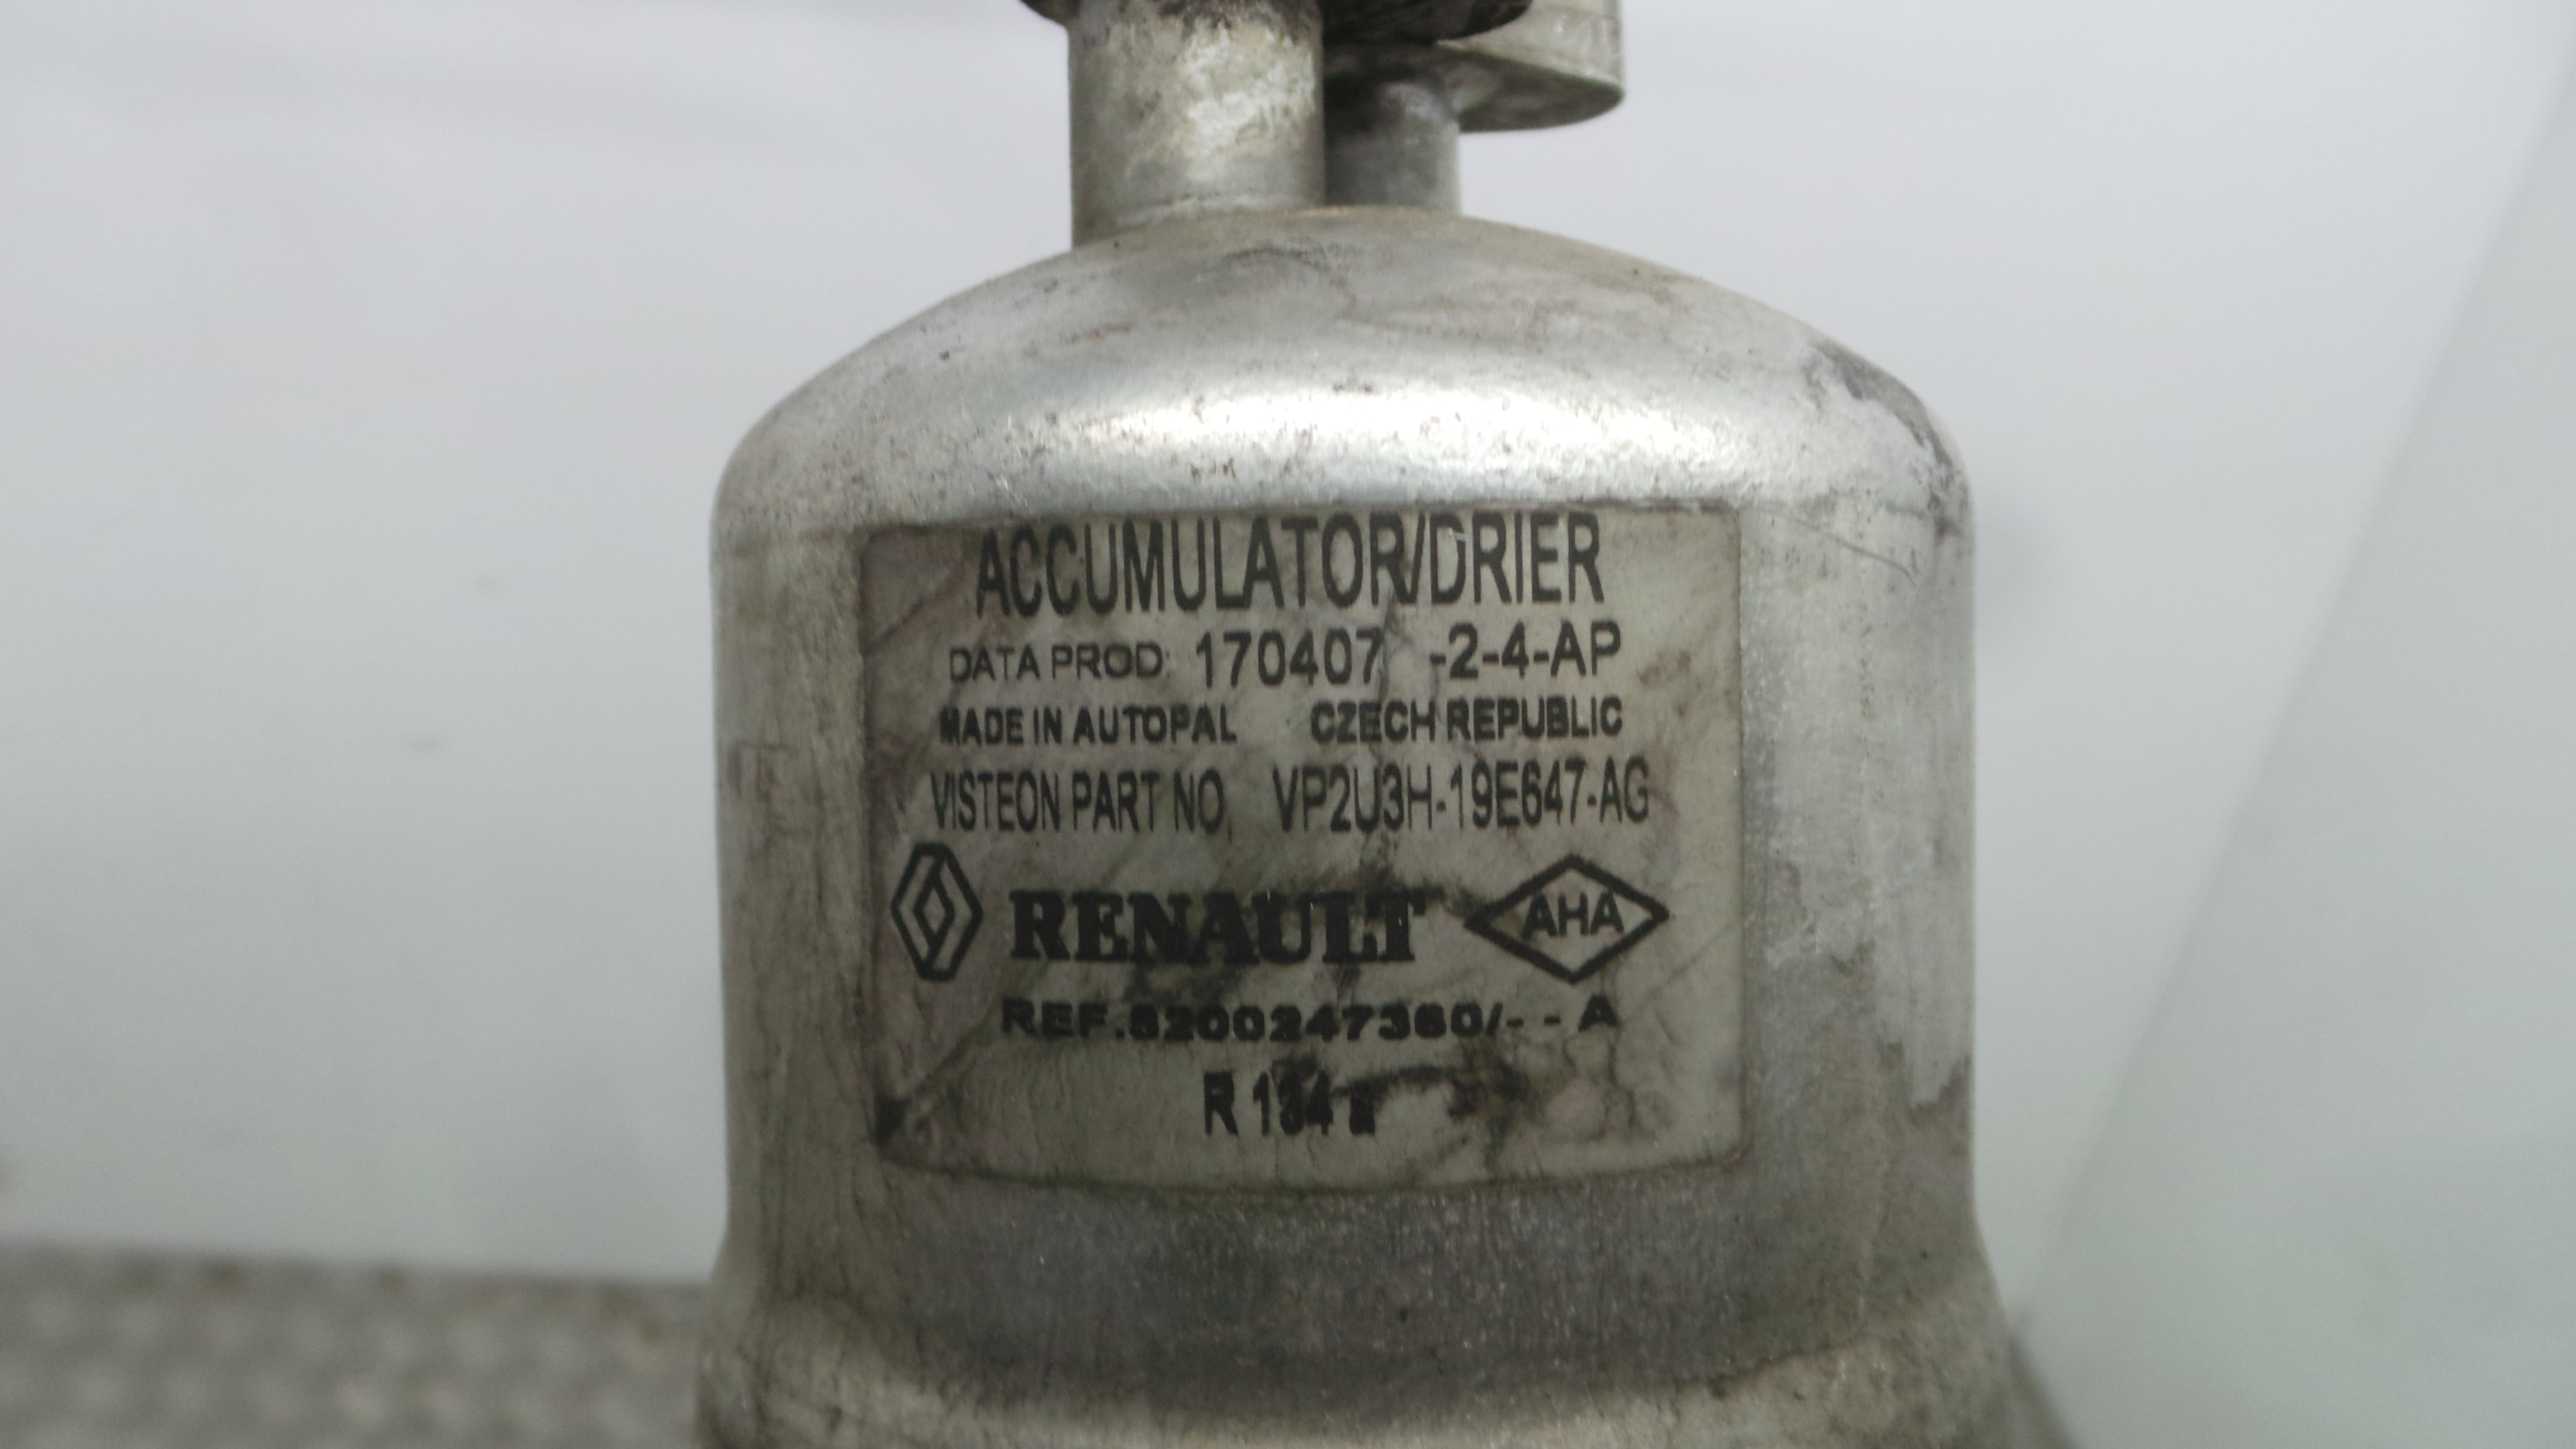 ACCUMULATOR/DRIER
DATA PROD: 170407 -2-4-AP
MADE IN AUTOPAL CZECH REPUBLIC
VISTEON PART NO, VP2U3H-19E647-AG
RENAULT AHA
REF.8200247360/- - A
R 134 a